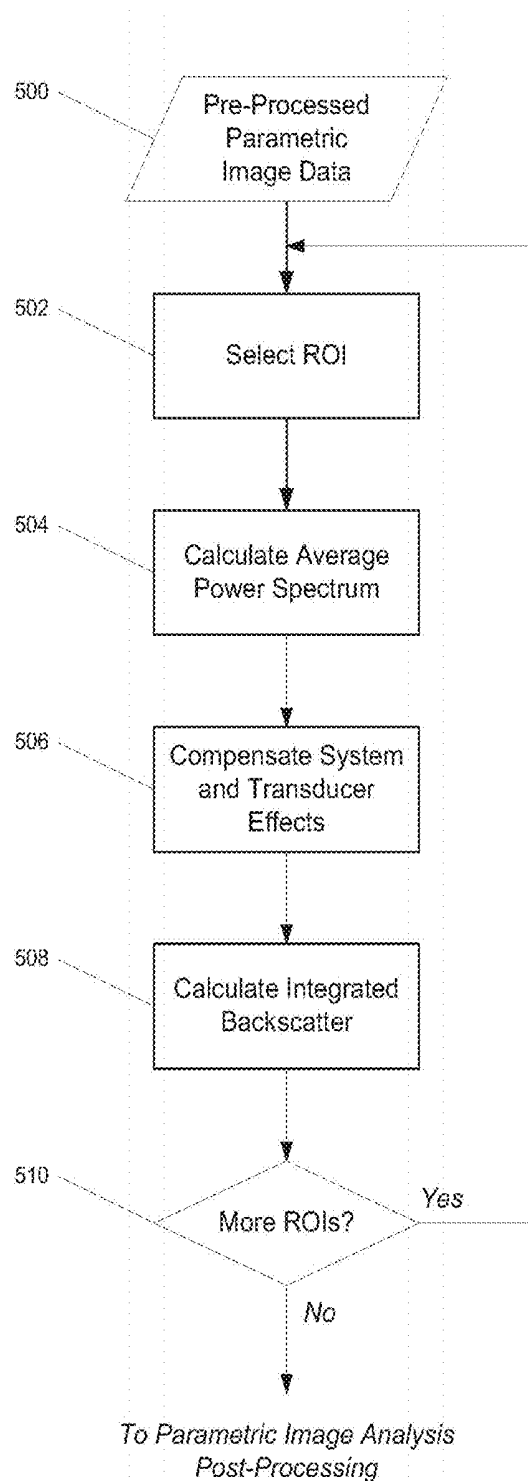 500
Pre-Processed
Parametric
Image Data
502
Select ROI
504
Calculate Average
Power Spectrum
506
Compensate System
and Transducer
Effects
508
Calculate Integrated
Backscatter
510
More ROIs?
Yes
No
To Parametric Image Analysis
Post-Processing